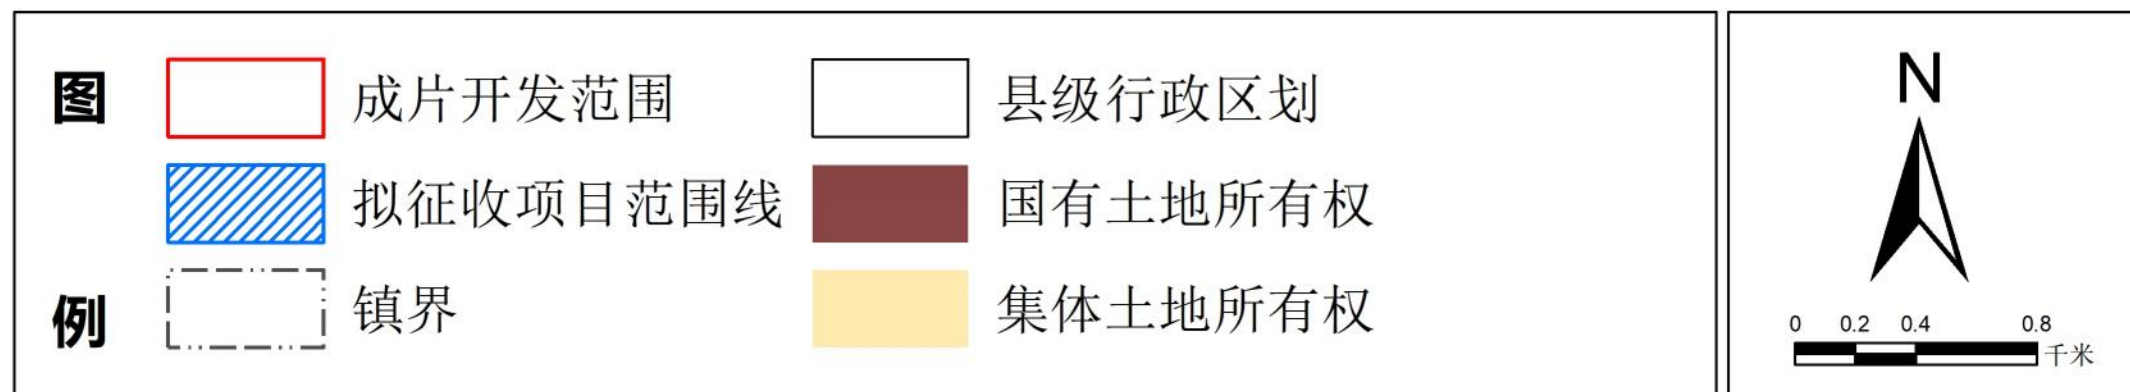 图例
成片开发范围
拟征收项目范围线
镇界
县级行政区划
国有土地所有权
集体土地所有权
N
0 0.2 0.4 0.8
千米